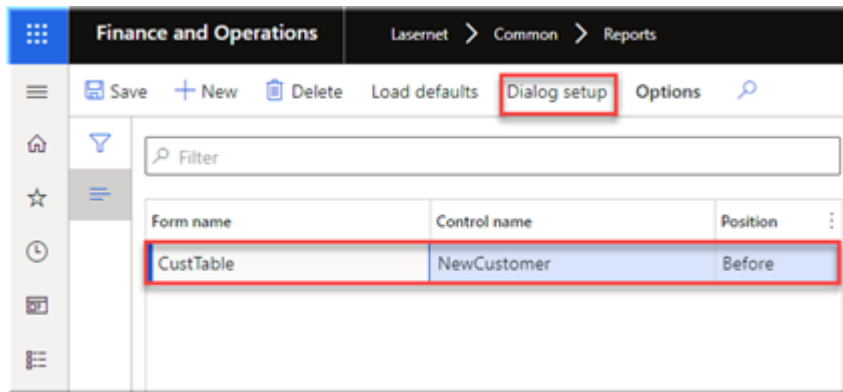 Finance and Operations Lasernet > Common > Reports
Save + New Delete Load defaults Dialog setup Options
Filter
Form name Control name Position
CustTable NewCustomer Before